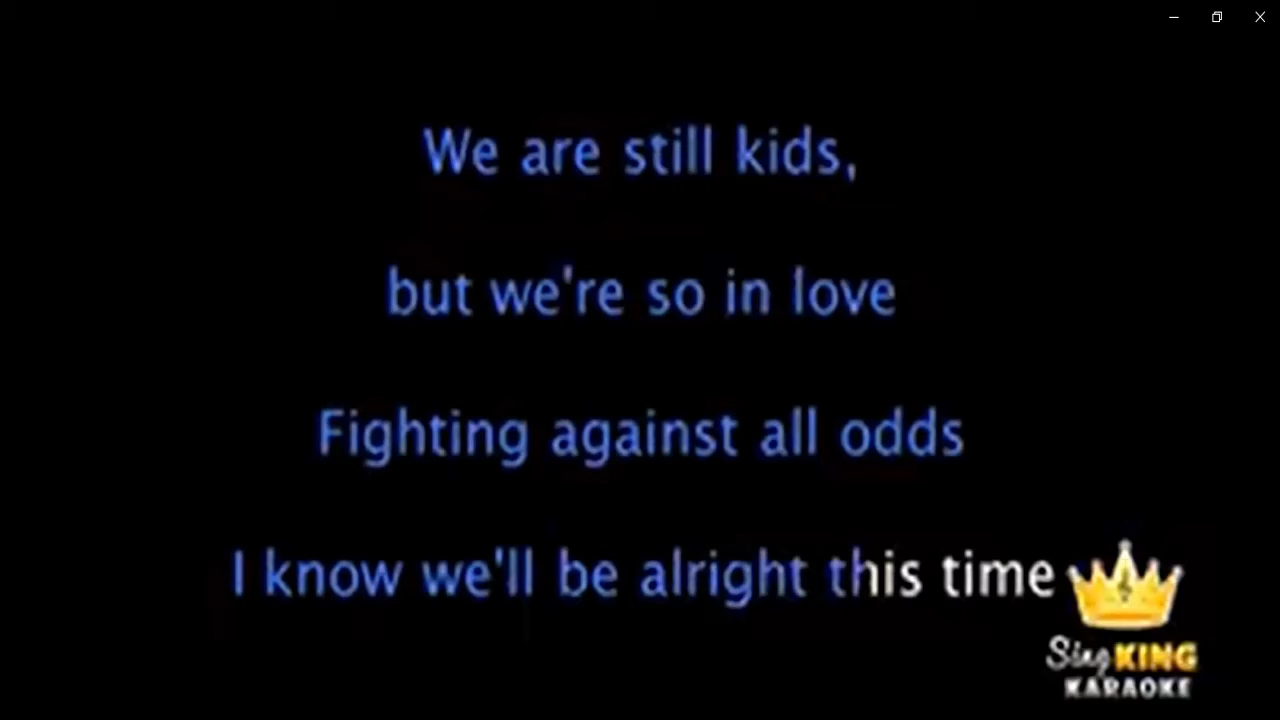 We are still kids,
but we're so in love
Fighting against all odds
I know we'll be alright this time
Sing KING
KARAOKE